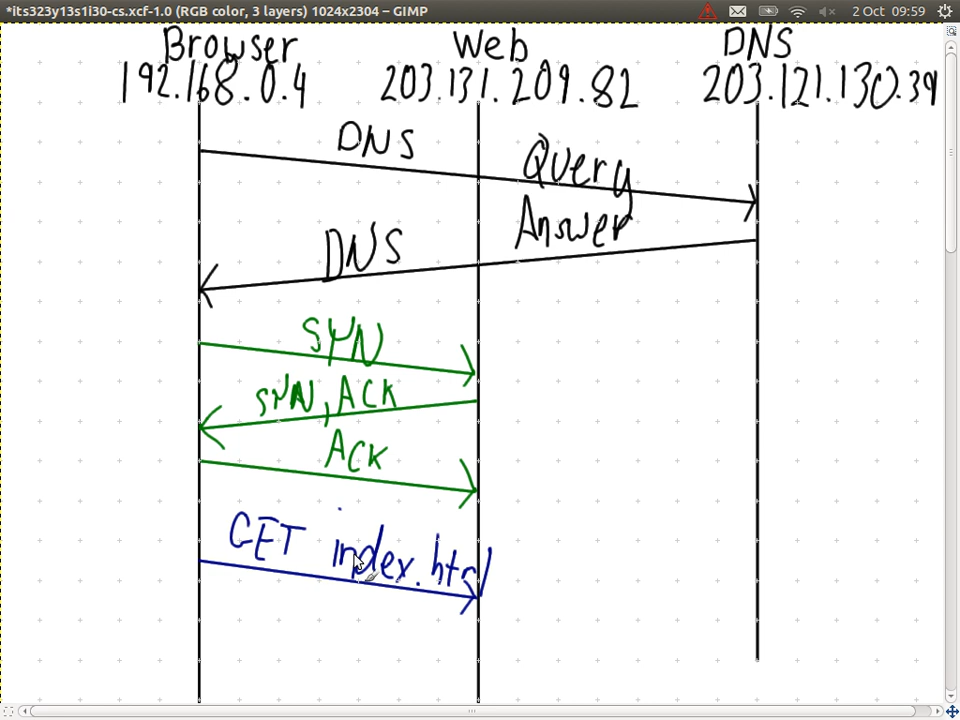 *its323y13s1i30-cs.xcf-1.0 (RGB color, 3 layers) 1024x2304 – GIMP
2 Oct 09:59
Browser Web DNS
192.168.0.4 203.131.209.82 203.121.130.39
DNS Query
DNS Answer
SYN
SYN, ACK
ACK
GET index.html